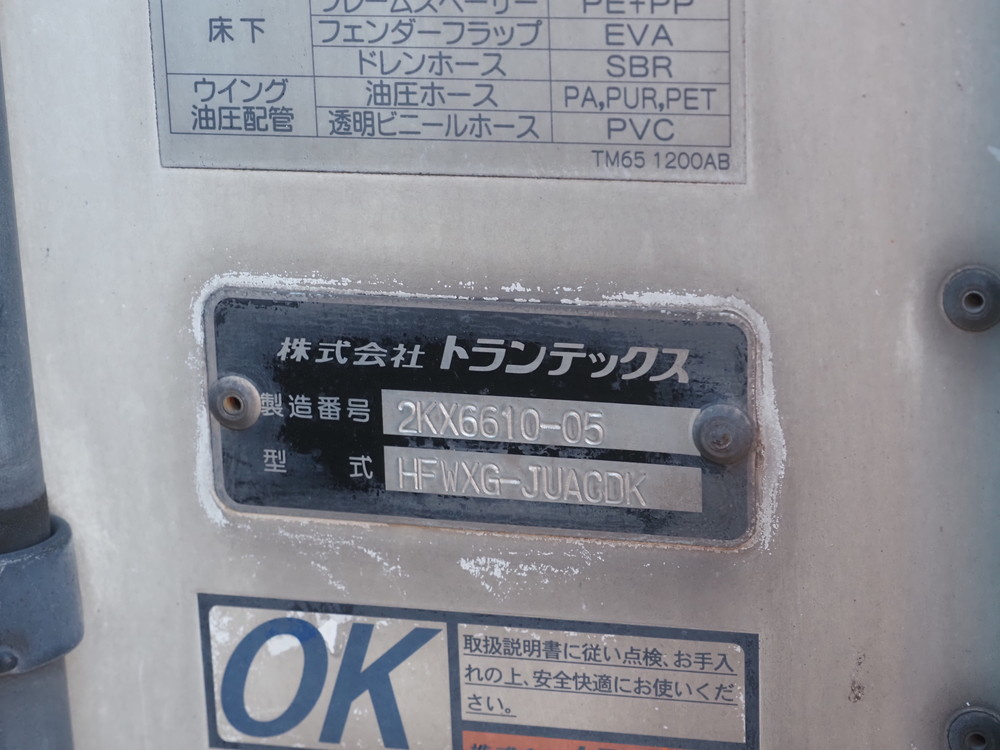 フレームスペーサー PE+PP
床下 フェンダーフラップ EVA
ドレンホース SBR
ウイング 油圧ホース PA,PUR,PET
油圧配管 透明ビニールホース PVC
TM65 1200AB
株式会社 トランテックス
製造番号 2KX6610-05
型式 HFWXG-JUACDK
OK
取扱説明書に従い点検、お手入
れの上、安全快適にお使いくだ
さい。